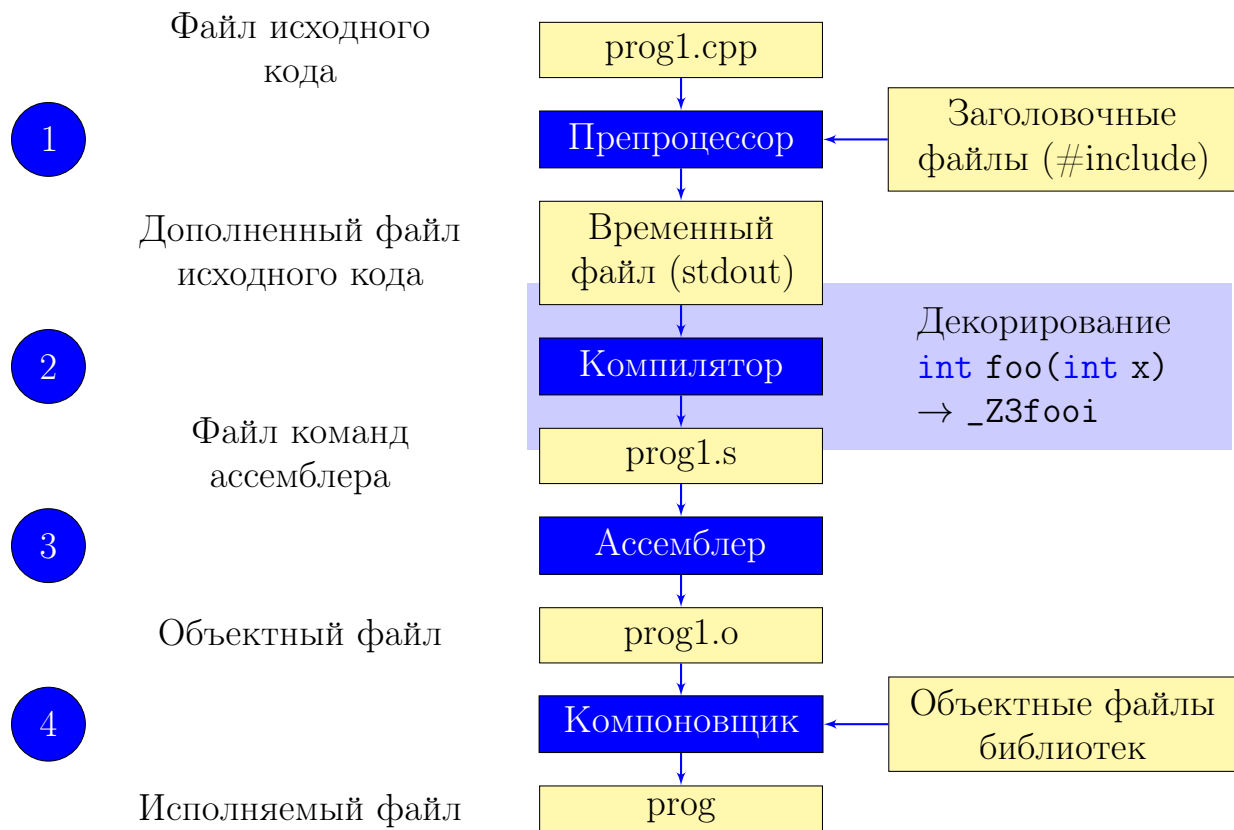 Файл исходного
кода
prog1.cpp
1
Препроцессор
Заголовочные
файлы (#include)
Дополненный файл
исходного кода
Временный
файл (stdout)
2
Компилятор
Декорирование
int foo(int x)
→ _Z3fooi
Файл команд
ассемблера
prog1.s
3
Ассемблер
Объектный файл
prog1.o
4
Компоновщик
Объектные файлы
библиотек
Исполняемый файл
prog